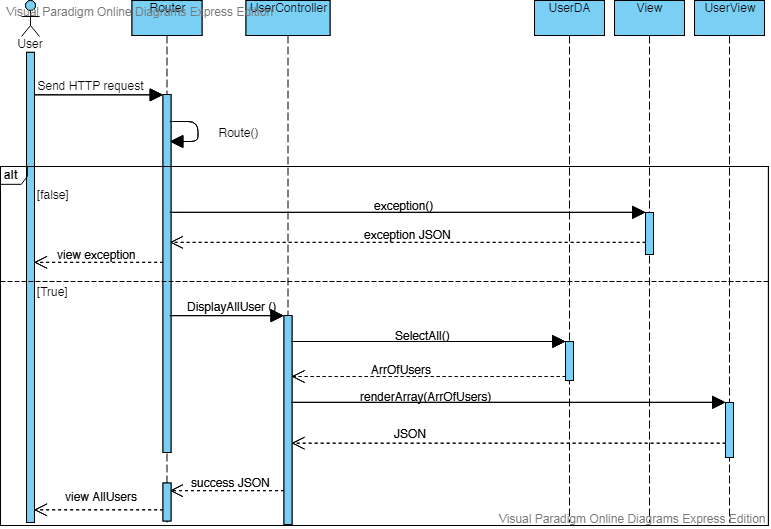 Visual Paradigm Online Diagrams Express Edition
Router
UserController
UserDA
View
UserView
User
Send HTTP request
Route()
alt
[false]
exception()
exception JSON
view exception
[True]
DisplayAllUser ()
SelectAll()
ArrOfUsers
renderArray(ArrOfUsers)
JSON
success JSON
view AllUsers
Visual Paradigm Online Diagrams Express Edition